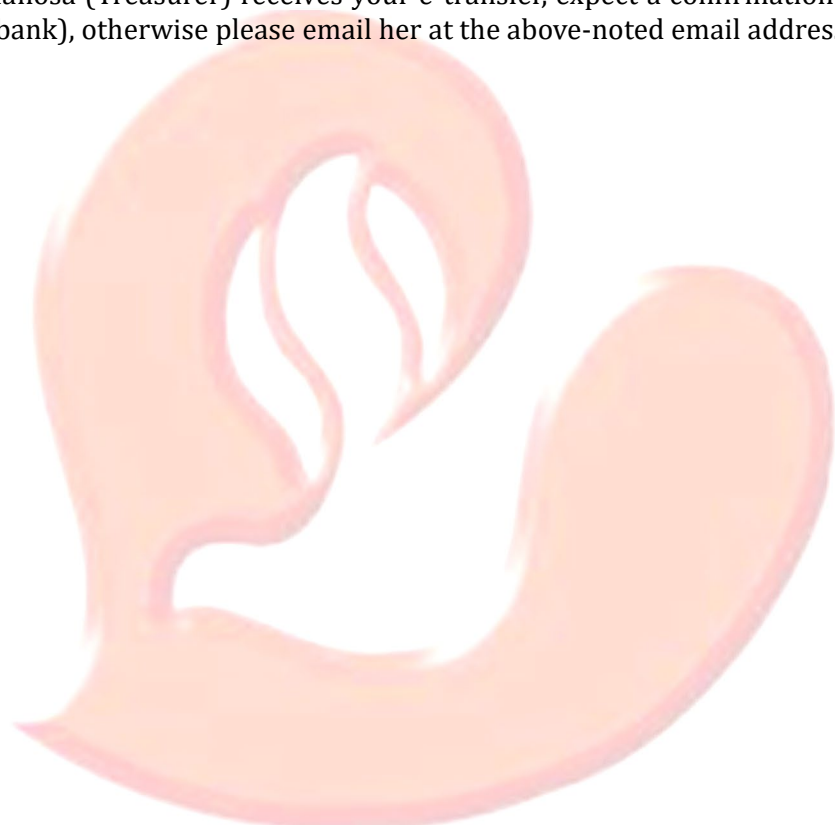 (Treasurer) receives your e-transfer, expect a confirmation
bank), otherwise please email her at the above-noted email addres